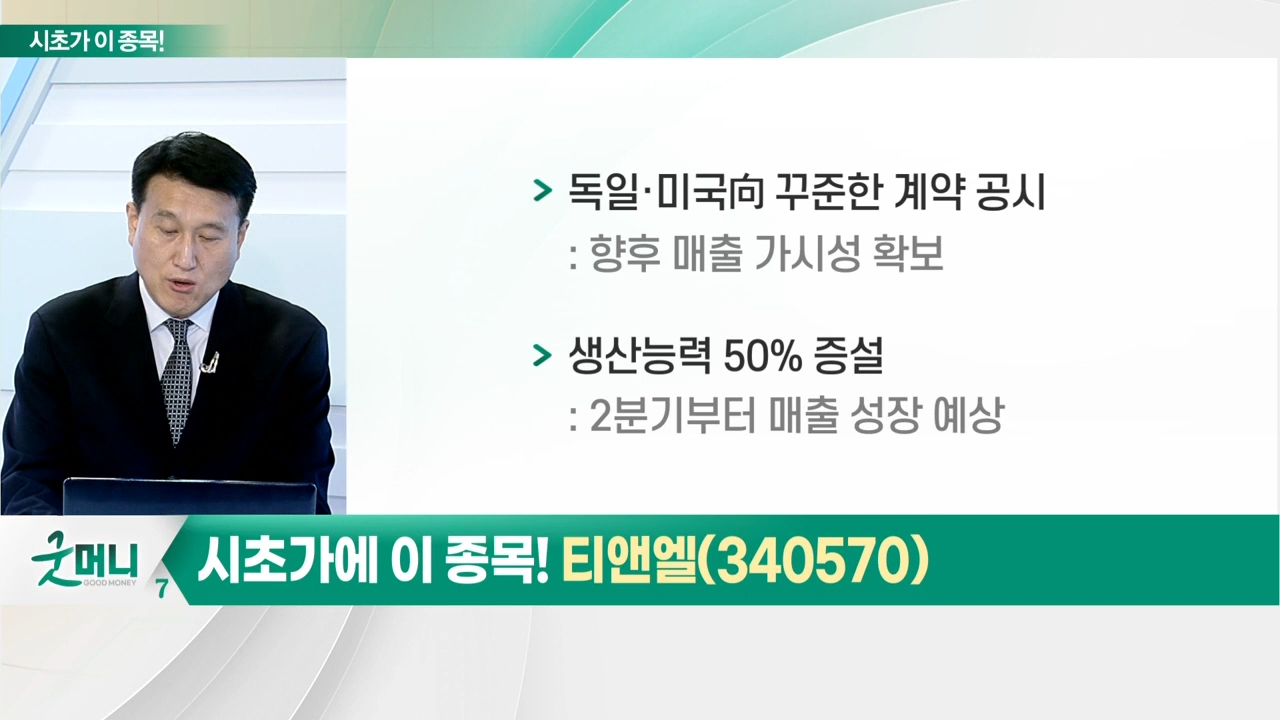 시초가 이 종목!
> 독일·미국向 꾸준한 계약 공시
: 향후 매출 가시성 확보
> 생산능력 50% 증설
: 2분기부터 매출 성장 예상
굿머니
GOOD MONEY
7
시초가에 이 종목! 티앤엘(340570)